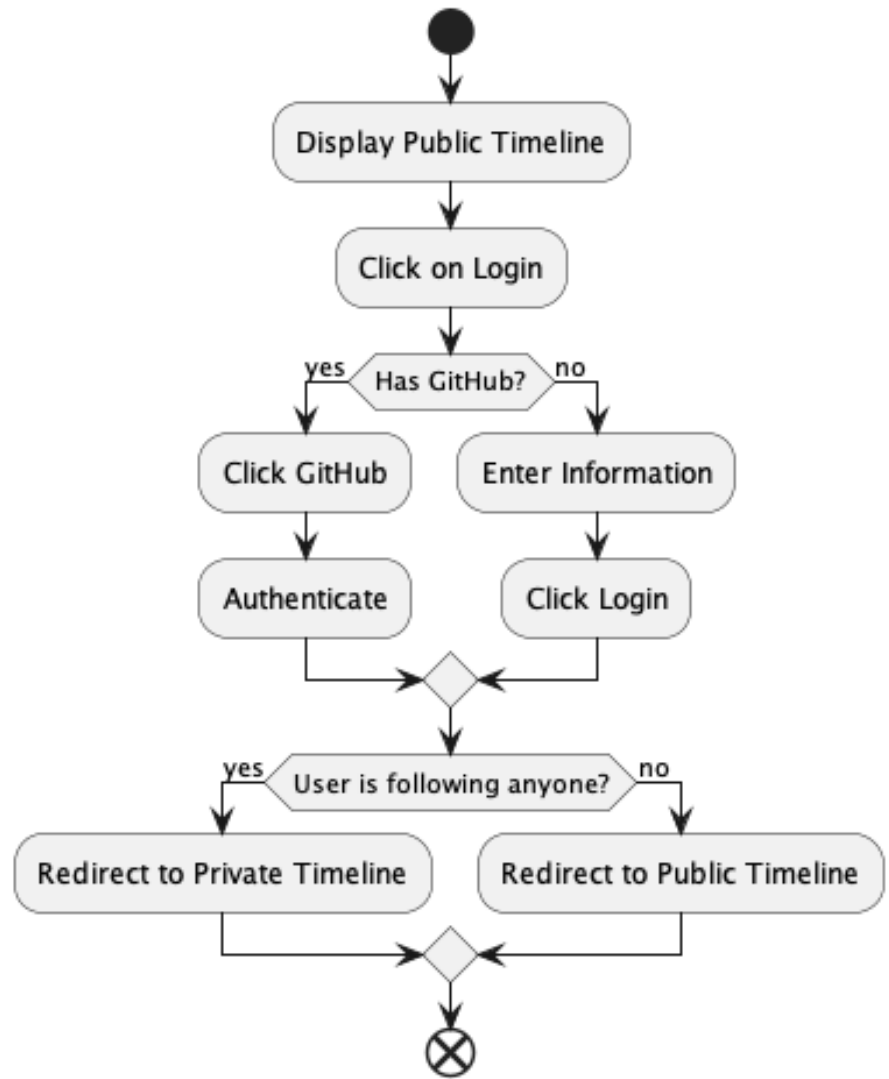 Display Public Timeline
Click on Login
yes
Has GitHub?
no
Click GitHub
Enter Information
Authenticate
Click Login
yes
User is following anyone?
no
Redirect to Private Timeline
Redirect to Public Timeline